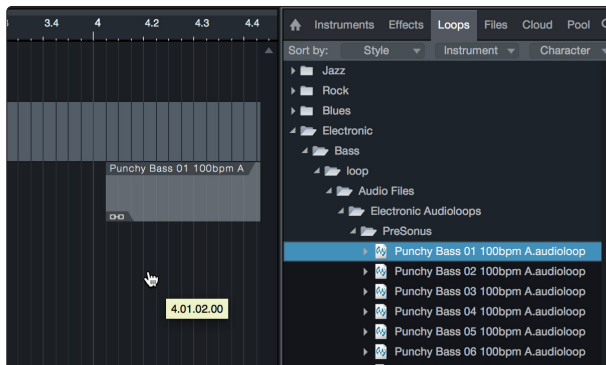 3.4 4 4.2 4.3 4.4
Instruments Effects Loops Files Cloud Pool
Sort by: Style Instrument Character
Jazz
Rock
Blues
Electronic
Bass
loop
Audio Files
Electronic Audioloops
PreSonus
Punchy Bass 01 100bpm A.audioloop
Punchy Bass 02 100bpm A.audioloop
Punchy Bass 03 100bpm A.audioloop
Punchy Bass 04 100bpm A.audioloop
Punchy Bass 05 100bpm A.audioloop
Punchy Bass 06 100bpm A.audioloop
Punchy Bass 01 100bpm A
4.01.02.00